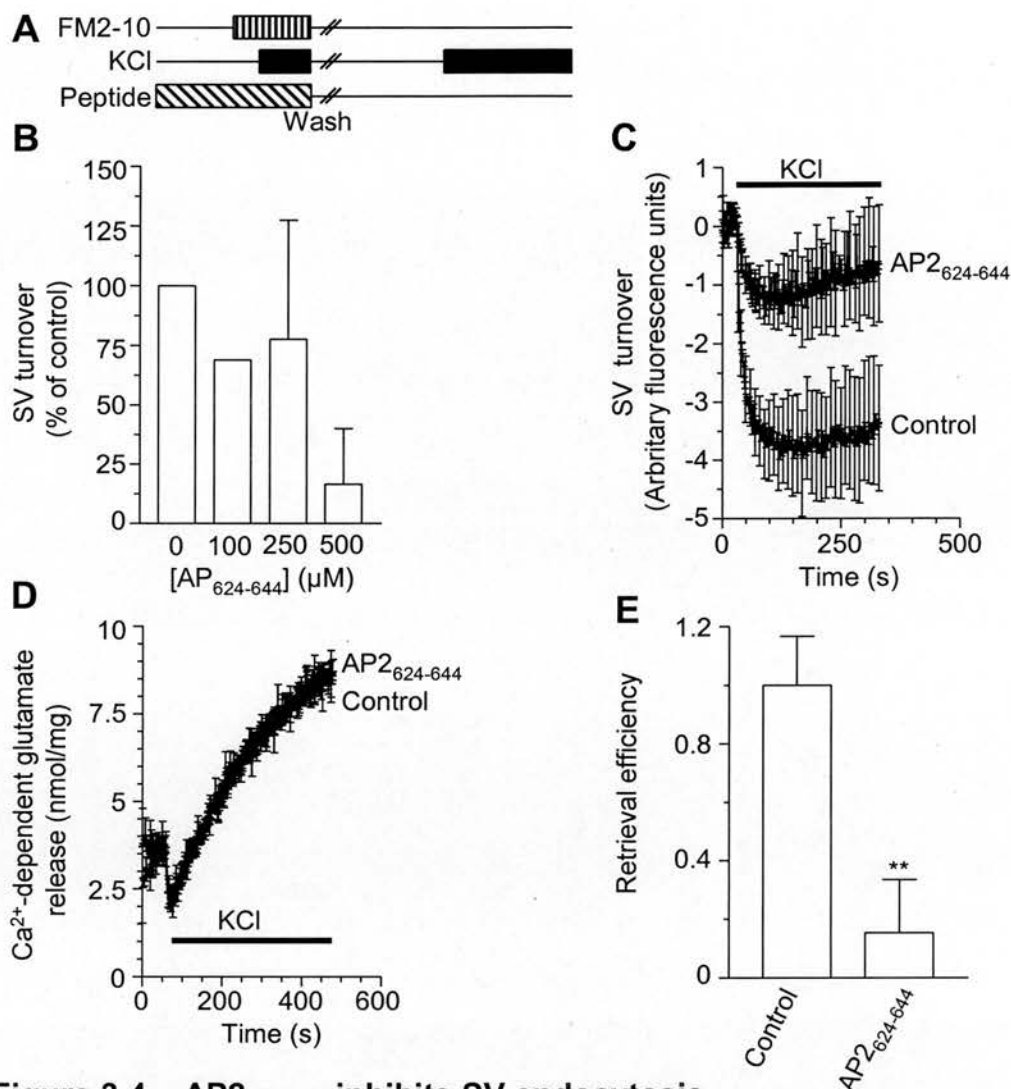 A
FM2-10
KCl
Peptide
Wash
B
150
125
100
75
50
25
0
SV turnover
(% of control)
0 100 250 500
[AP624-644] (µM)
C
KCl
1
0
-1
-2
-3
-4
-5
SV turnover
(Arbritary fluorescence units)
AP2624-644
Control
0 250 500
Time (s)
D
10
7.5
5
2.5
0
Ca2+-dependent glutamate
release (nmol/mg)
AP2624-644
Control
KCl
0 200 400 600
Time (s)
E
1.2
0.8
0.4
0
Retrieval efficiency
**
Control
AP2624-644
inhibits SV endocytosis